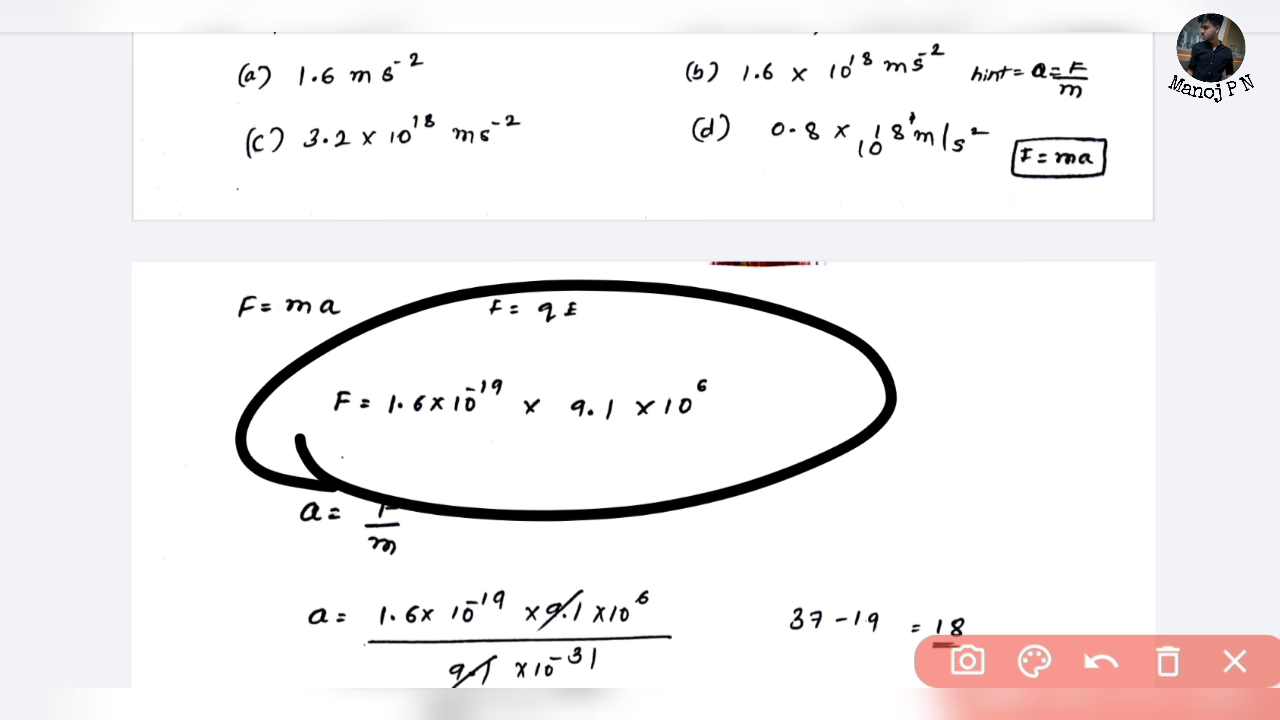 (a) 1.6 m s⁻²
(b) 1.6 × 10¹⁸ ms⁻² hint = a = F/m
(c) 3.2 × 10¹⁸ ms⁻²
(d) 0.8 × 10¹⁸ m/s²
F = ma
Manoj P N
F = ma
F = qE
F = 1.6×10⁻¹⁹ × 9.1 ×10⁶
a = F/m
a = 1.6× 10⁻¹⁹ ×9.1 ×10⁶ / 9.1 ×10⁻³¹
37 - 19 = 18